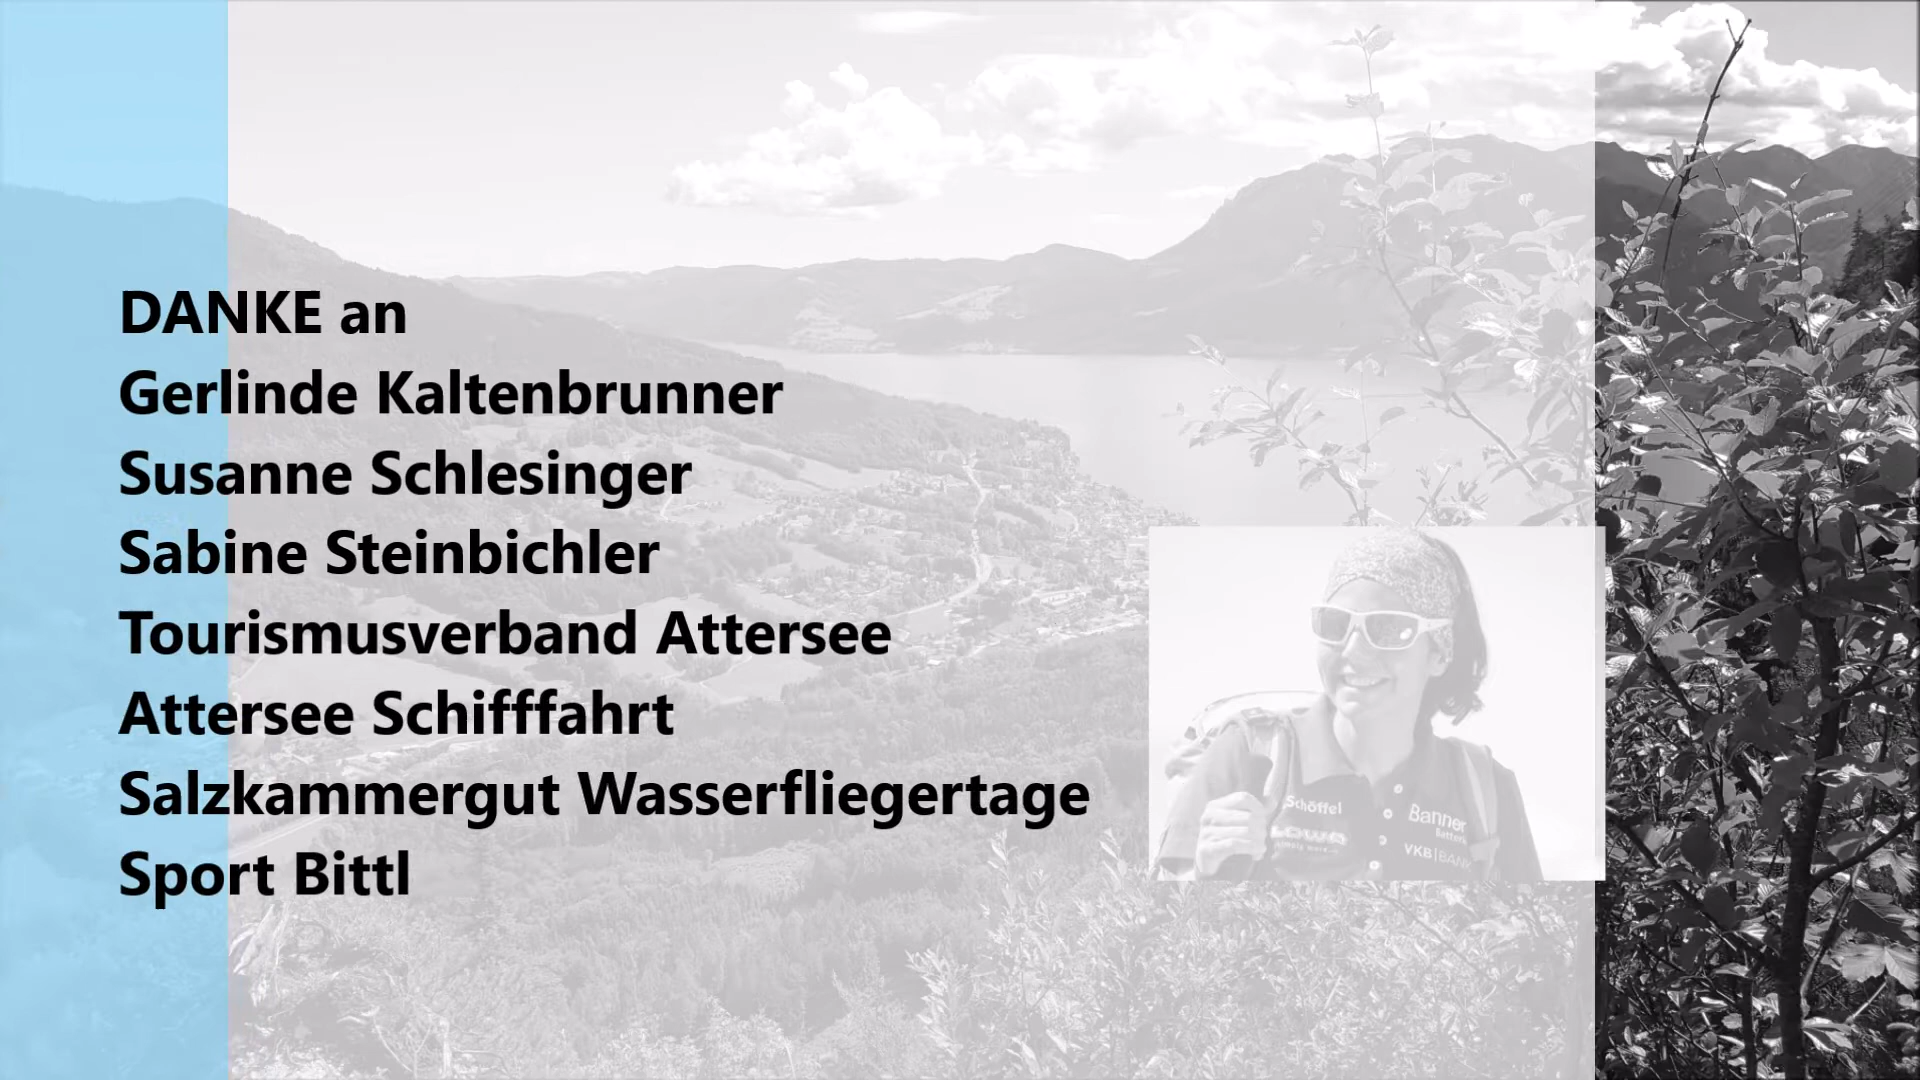 DANKE an
Gerlinde Kaltenbrunner
Susanne Schlesinger
Sabine Steinbichler
Tourismusverband Attersee
Attersee Schifffahrt
Salzkammergut Wasserfliegertage
Sport Bittl
Schöffel
Banner
LOWA
VKB|BANK